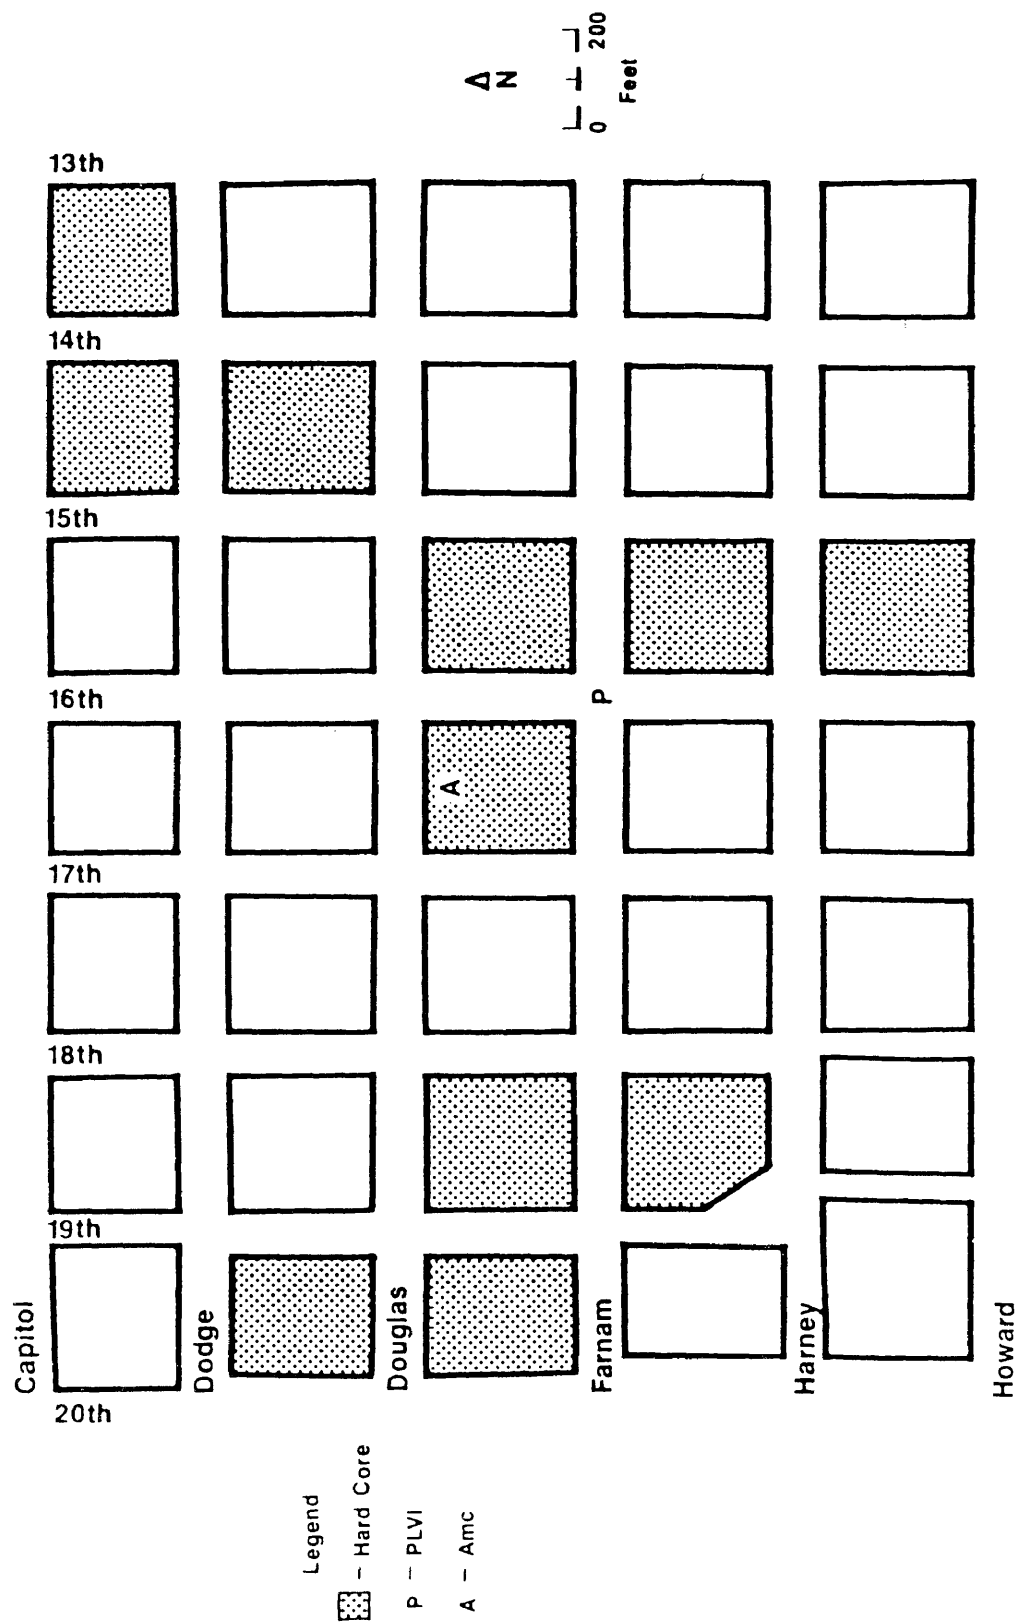 13th
14th
15th
16th
17th
18th
19th
20th
Capitol
Dodge
Douglas
Farnam
Harney
Howard
P
A
N
0 200
Feet
Legend
– Hard Core
P – PLVI
A – Amc